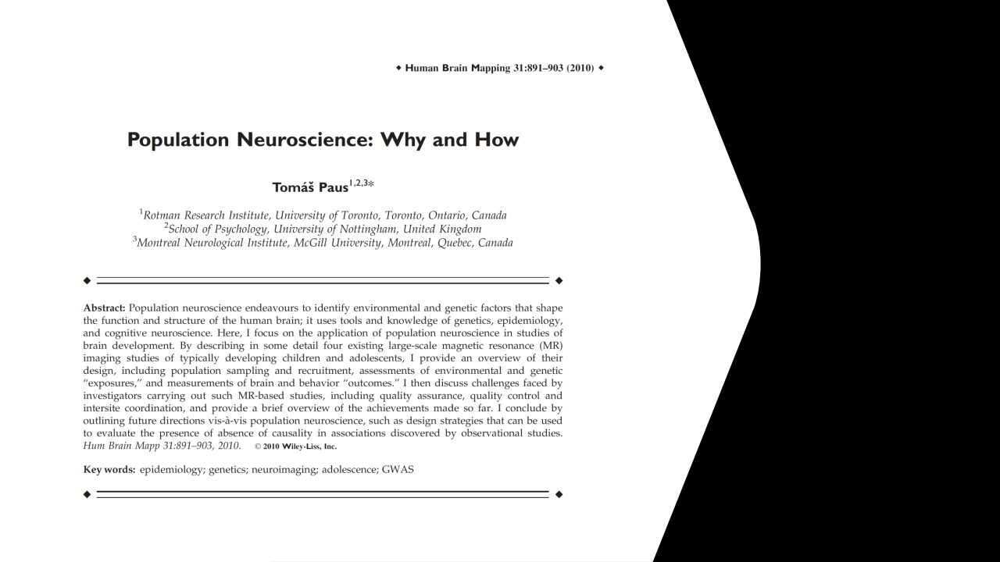 ◆ Human Brain Mapping 31:891–903 (2010) ◆
Population Neuroscience: Why and How
Tomáš Paus1,2,3*
1Rotman Research Institute, University of Toronto, Toronto, Ontario, Canada
2School of Psychology, University of Nottingham, United Kingdom
3Montreal Neurological Institute, McGill University, Montreal, Quebec, Canada
Abstract: Population neuroscience endeavours to identify environmental and genetic factors that shape
the function and structure of the human brain; it uses tools and knowledge of genetics, epidemiology,
and cognitive neuroscience. Here, I focus on the application of population neuroscience in studies of
brain development. By describing in some detail four existing large-scale magnetic resonance (MR)
imaging studies of typically developing children and adolescents, I provide an overview of their
design, including population sampling and recruitment, assessments of environmental and genetic
“exposures,” and measurements of brain and behavior “outcomes.” I then discuss challenges faced by
investigators carrying out such MR-based studies, including quality assurance, quality control and
intersite coordination, and provide a brief overview of the achievements made so far. I conclude by
outlining future directions vis-à-vis population neuroscience, such as design strategies that can be used
to evaluate the presence of absence of causality in associations discovered by observational studies.
Hum Brain Mapp 31:891–903, 2010. © 2010 Wiley-Liss, Inc.
Key words: epidemiology; genetics; neuroimaging; adolescence; GWAS